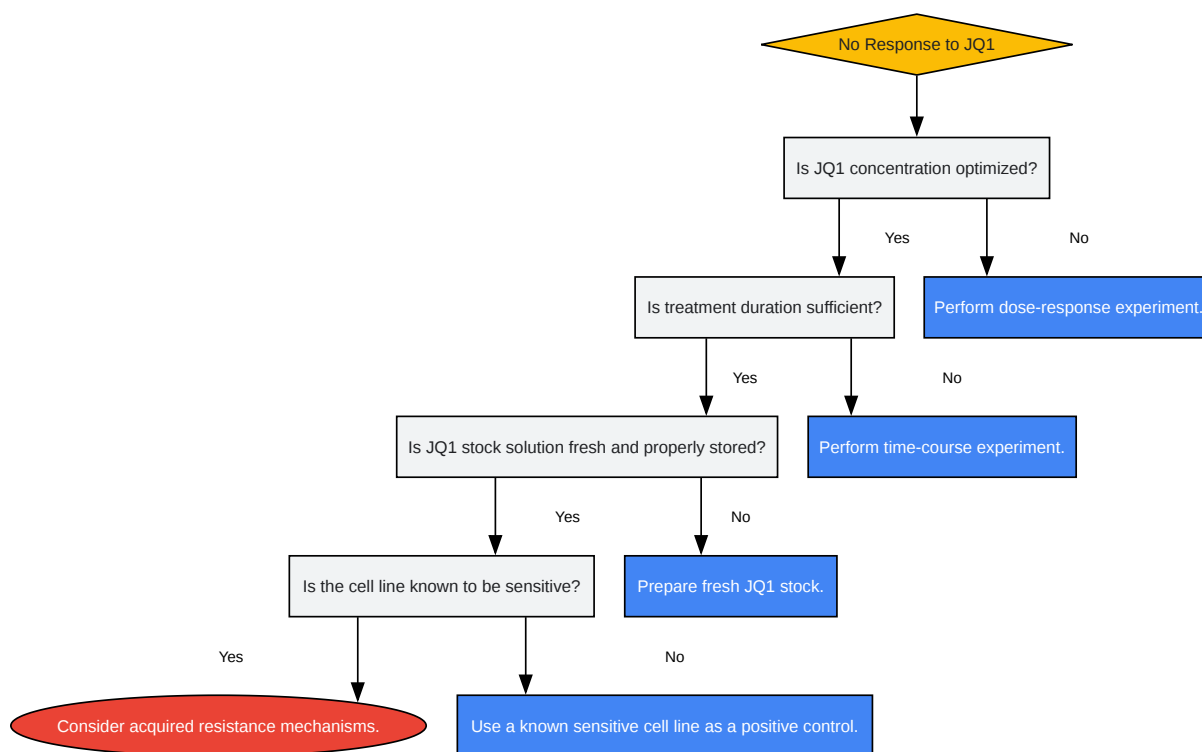 No Response to JQ1
Is JQ1 concentration optimized?
Yes
No
Is treatment duration sufficient?
Perform dose-response experiment.
Yes
No
Is JQ1 stock solution fresh and properly stored?
Perform time-course experiment.
Yes
No
Is the cell line known to be sensitive?
Prepare fresh JQ1 stock.
Yes
No
Consider acquired resistance mechanisms.
Use a known sensitive cell line as a positive control.